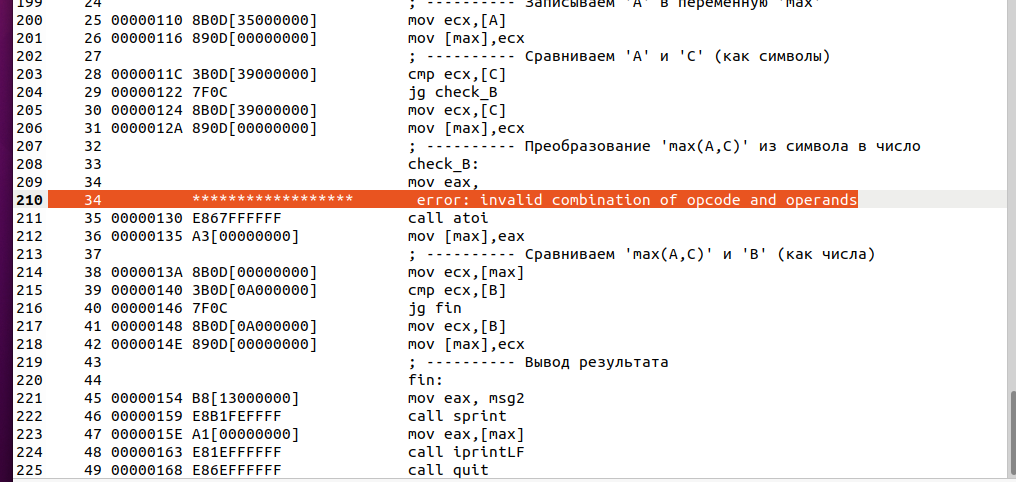 199 24 ; ---------- Записываем 'A' в переменную 'max'
200 25 00000110 8B0D[35000000] mov ecx,[A]
201 26 00000116 890D[00000000] mov [max],ecx
202 27 ; ---------- Сравниваем 'A' и 'C' (как символы)
203 28 0000011C 3B0D[39000000] cmp ecx,[C]
204 29 00000122 7F0C jg check_B
205 30 00000124 8B0D[39000000] mov ecx,[C]
206 31 0000012A 890D[00000000] mov [max],ecx
207 32 ; ---------- Преобразование 'max(A,C)' из символа в число
208 33 check_B:
209 34 mov eax,
210 34 ****************** error: invalid combination of opcode and operands
211 35 00000130 E867FFFFFF call atoi
212 36 00000135 A3[00000000] mov [max],eax
213 37 ; ---------- Сравниваем 'max(A,C)' и 'B' (как числа)
214 38 0000013A 8B0D[00000000] mov ecx,[max]
215 39 00000140 3B0D[0A000000] cmp ecx,[B]
216 40 00000146 7F0C jg fin
217 41 00000148 8B0D[0A000000] mov ecx,[B]
218 42 0000014E 890D[00000000] mov [max],ecx
219 43 ; ---------- Вывод результата
220 44 fin:
221 45 00000154 B8[13000000] mov eax, msg2
222 46 00000159 E8B1FEFFFF call sprint
223 47 0000015E A1[00000000] mov eax,[max]
224 48 00000163 E81EFFFFFF call iprintLF
225 49 00000168 E86EFFFFFF call quit